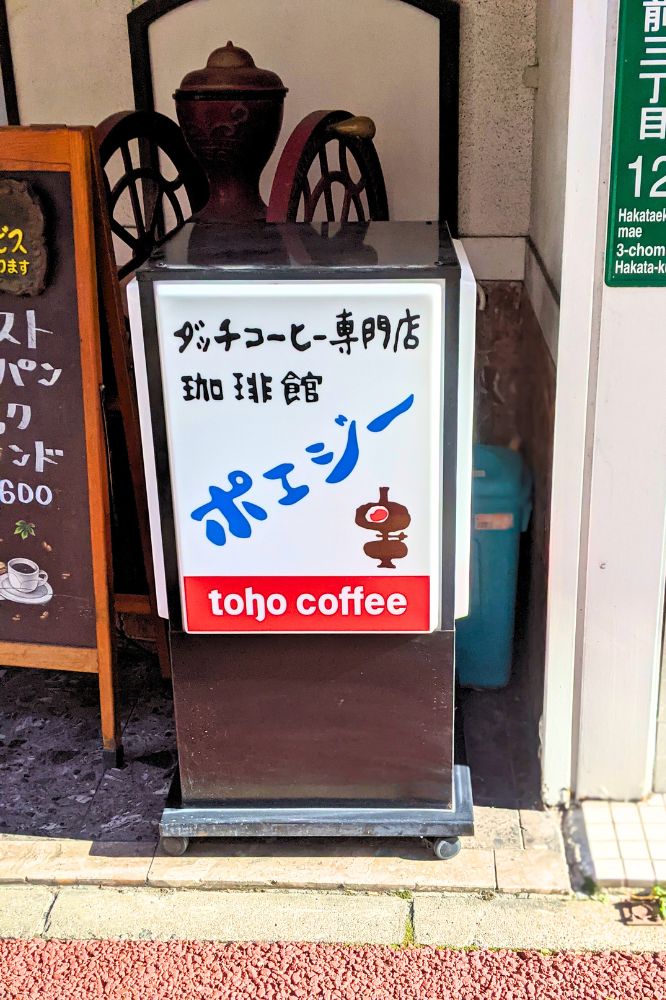 ダッチコーヒー専門店
珈琲館
ポエジー
toho coffee
ビス
ります
スト
パン
ック
ンド
600
前三丁目
12
Hakataek
mae
3-chom
Hakata-k